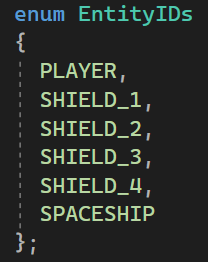 enum EntityIDs
{
PLAYER,
SHIELD_1,
SHIELD_2,
SHIELD_3,
SHIELD_4,
SPACESHIP
};